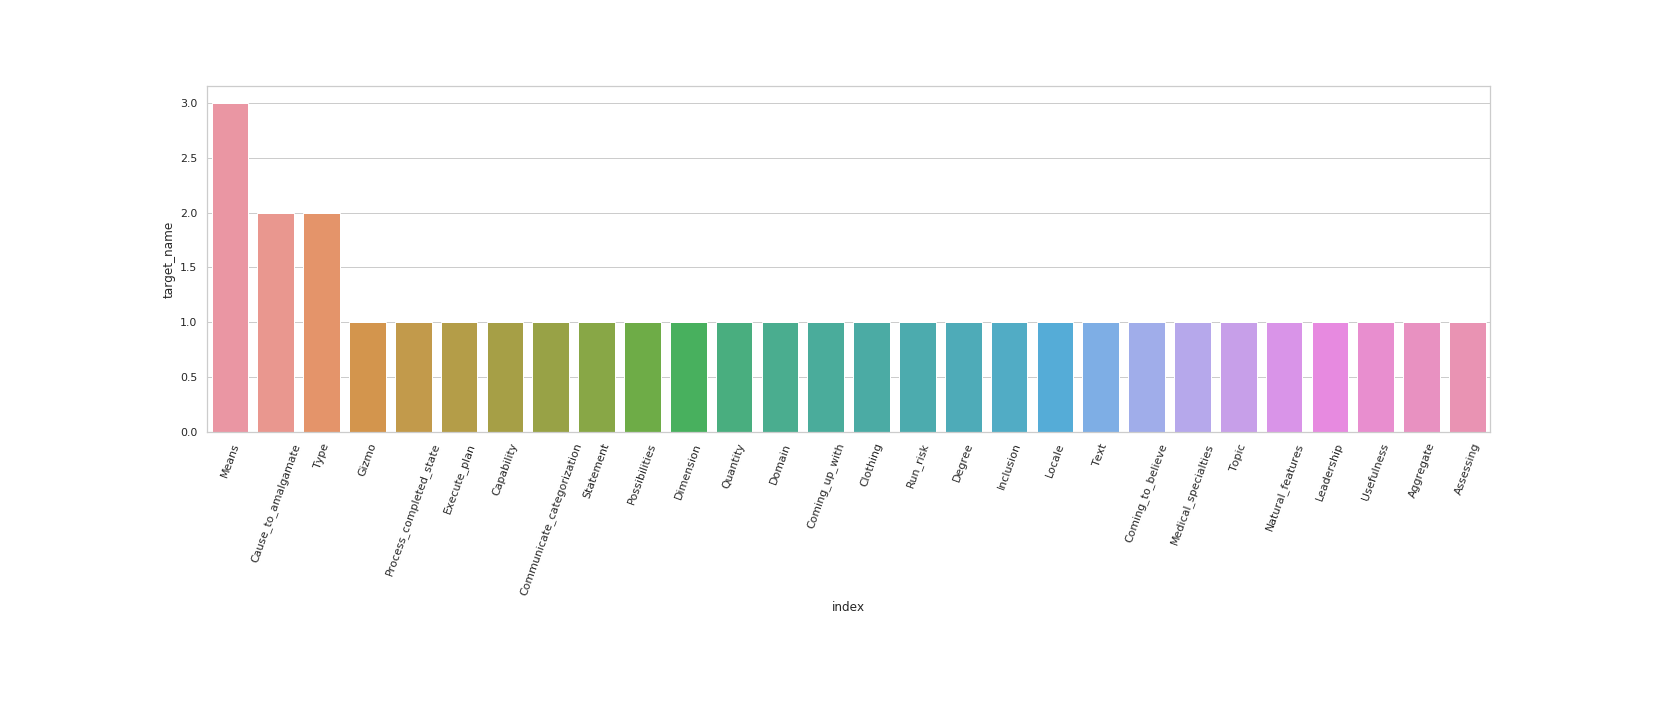 3.0
2.5
2.0
1.5
1.0
0.5
0.0
target_name
Means
Cause_to_amalgamate
Type
Gizmo
Process_completed_state
Execute_plan
Capability
Communicate_categorization
Statement
Possibilities
Dimension
Quantity
Domain
Coming_up_with
Clothing
Run_risk
Degree
Inclusion
Locale
Text
Coming_to_believe
Medical_specialties
Topic
Natural_features
Leadership
Usefulness
Aggregate
Assessing
index